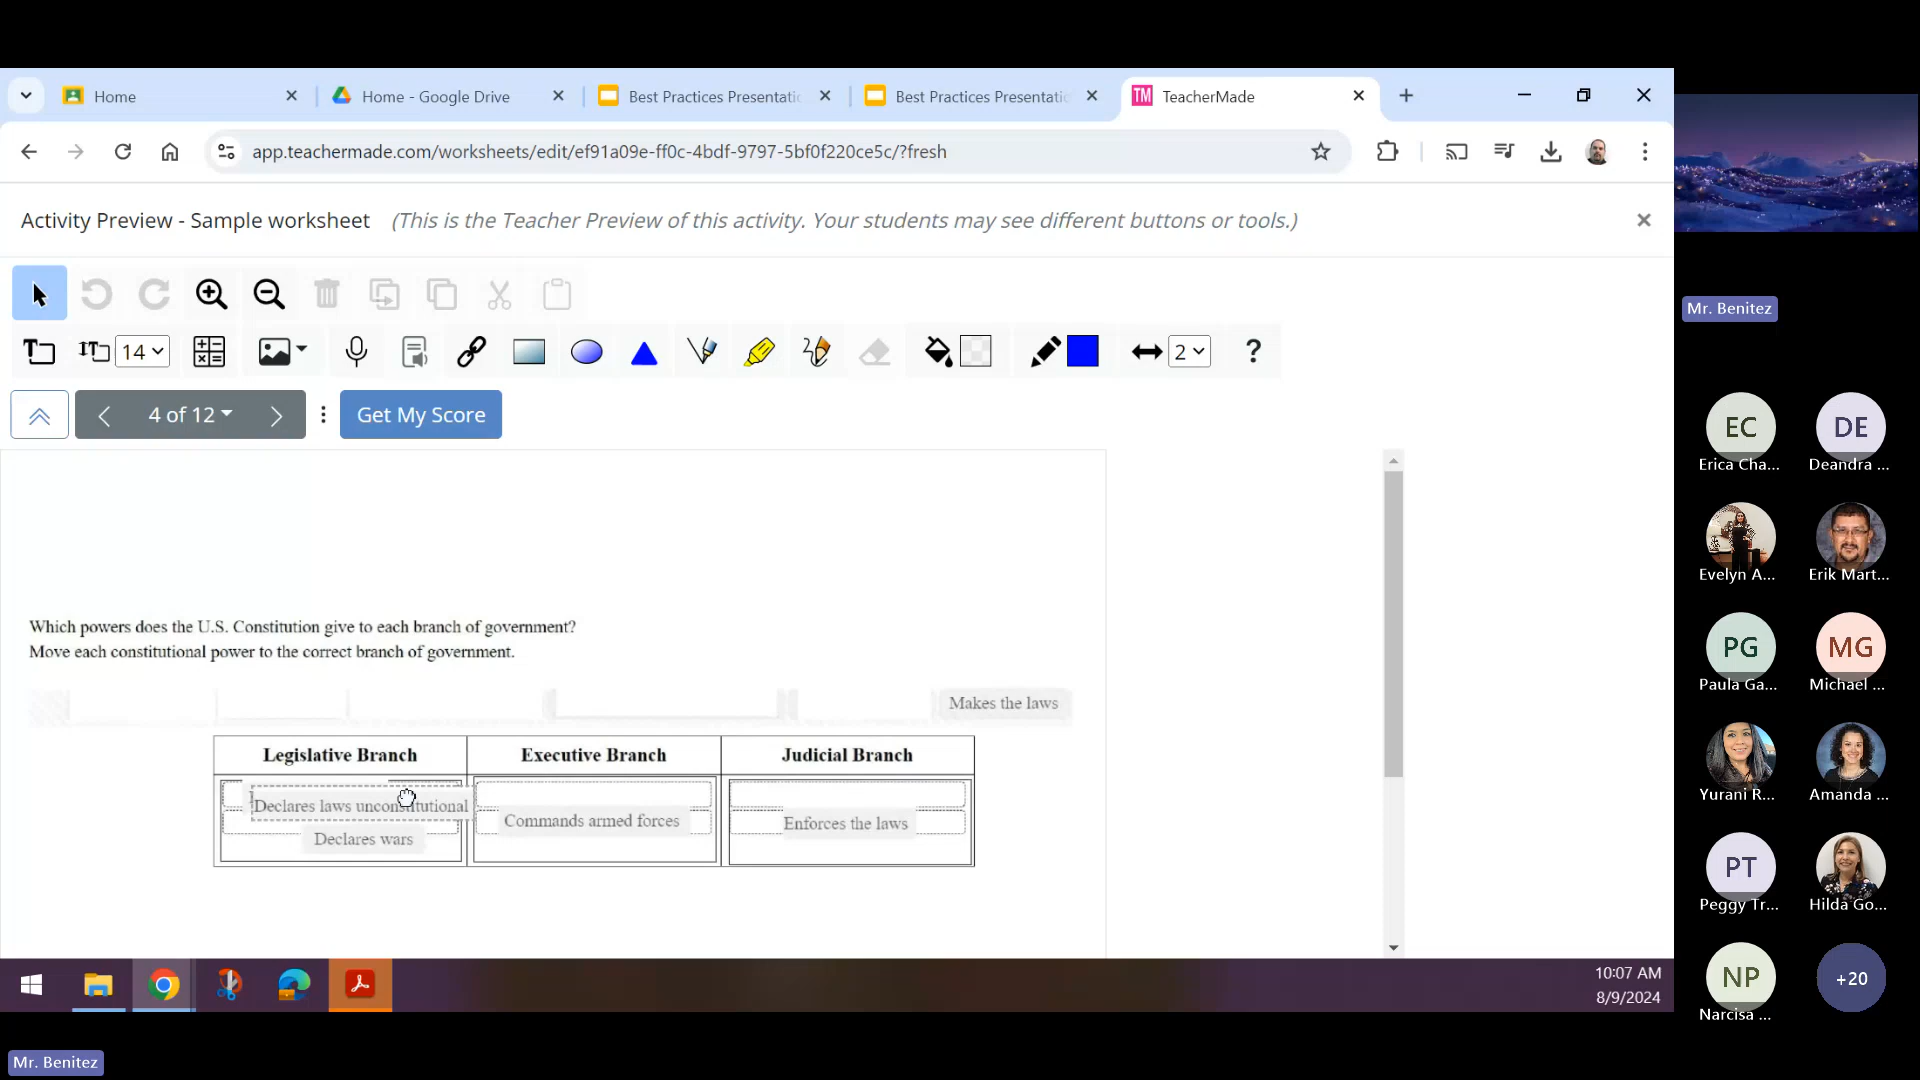 Home
Home - Google Drive
Best Practices Presentatic
Best Practices Presentatio
TM TeacherMade
app.teachermade.com/worksheets/edit/ef91a09e-ff0c-4bdf-9797-5bf0f220ce5c/?fresh
Activity Preview - Sample worksheet (This is the Teacher Preview of this activity. Your students may see different buttons or tools.)
14
2
?
4 of 12
Get My Score
Which powers does the U.S. Constitution give to each branch of government?
Move each constitutional power to the correct branch of government.
Makes the laws
Legislative Branch Executive Branch Judicial Branch
Declares laws unconstitutional
Commands armed forces
Enforces the laws
Declares wars
10:07 AM
8/9/2024
Mr. Benitez
Mr. Benitez
EC
Erica Cha...
DE
Deandra ...
Evelyn A...
Erik Mart...
PG
Paula Ga...
MG
Michael ...
Yurani R...
Amanda ...
PT
Peggy Tr...
Hilda Go...
NP
Narcisa ...
+20